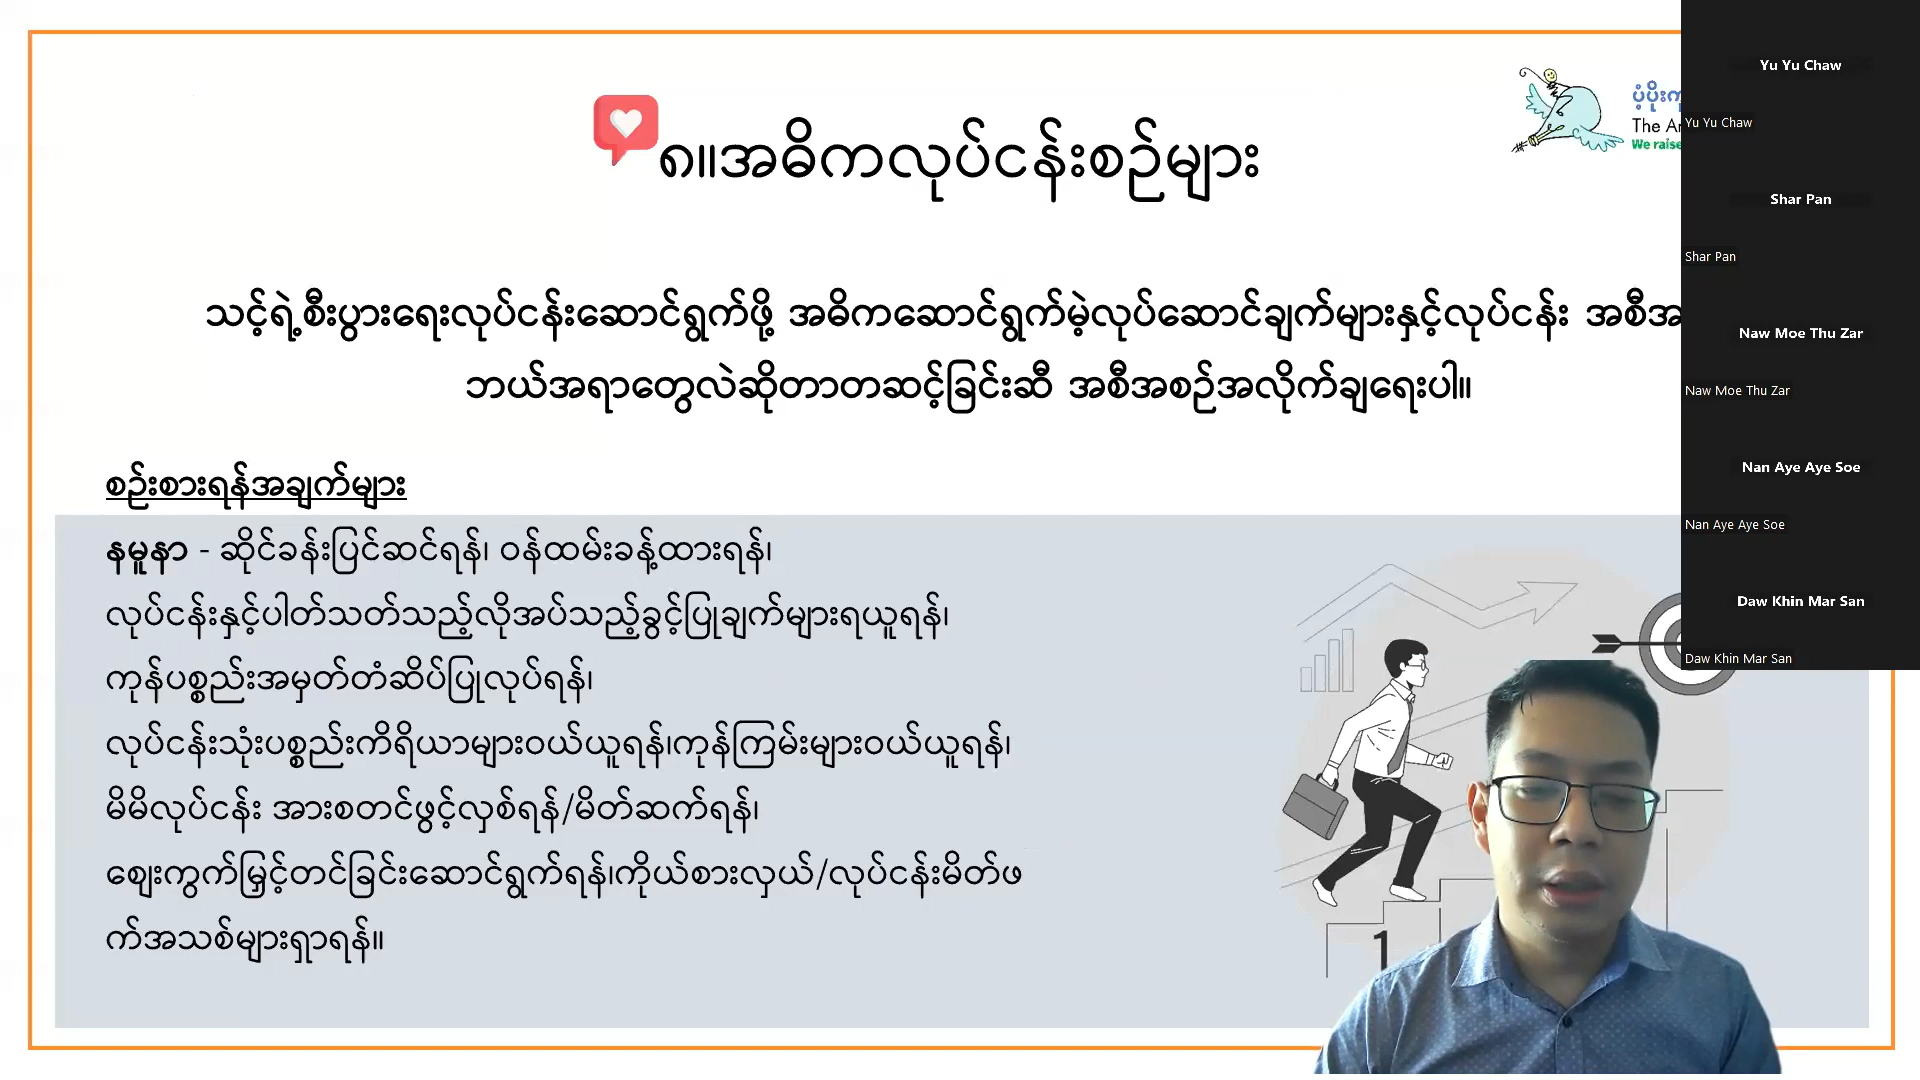 ၈။အဓိကလုပ်ငန်းစဉ်များ
ပံ့ပိုး
The
We raise
သင့်ရဲ့စီးပွားရေးလုပ်ငန်းဆောင်ရွက်ဖို့ အဓိကဆောင်ရွက်မဲ့လုပ်ဆောင်ချက်များနှင့်လုပ်ငန်း အစီအ
ဘယ်အရာတွေလဲဆိုတာတဆင့်ခြင်းဆီ အစီအစဉ်အလိုက်ချရေးပါ။
စဉ်းစားရန်အချက်များ
နမူနာ - ဆိုင်ခန်းပြင်ဆင်ရန်၊ ဝန်ထမ်းခန့်ထားရန်၊
လုပ်ငန်းနှင့်ပါတ်သတ်သည့်လိုအပ်သည့်ခွင့်ပြုချက်များရယူရန်၊
ကုန်ပစ္စည်းအမှတ်တံဆိပ်ပြုလုပ်ရန်၊
လုပ်ငန်းသုံးပစ္စည်းကိရိယာများဝယ်ယူရန်၊ကုန်ကြမ်းများဝယ်ယူရန်၊
မိမိလုပ်ငန်း အားစတင်ဖွင့်လှစ်ရန်/မိတ်ဆက်ရန်၊
ဈေးကွက်မြှင့်တင်ခြင်းဆောင်ရွက်ရန်၊ကိုယ်စားလှယ်/လုပ်ငန်းမိတ်ဖ
က်အသစ်များရှာရန်။
1
Yu Yu Chaw
Yu Yu Chaw
Shar Pan
Shar Pan
Naw Moe Thu Zar
Naw Moe Thu Zar
Nan Aye Aye Soe
Nan Aye Aye Soe
Daw Khin Mar San
Daw Khin Mar San